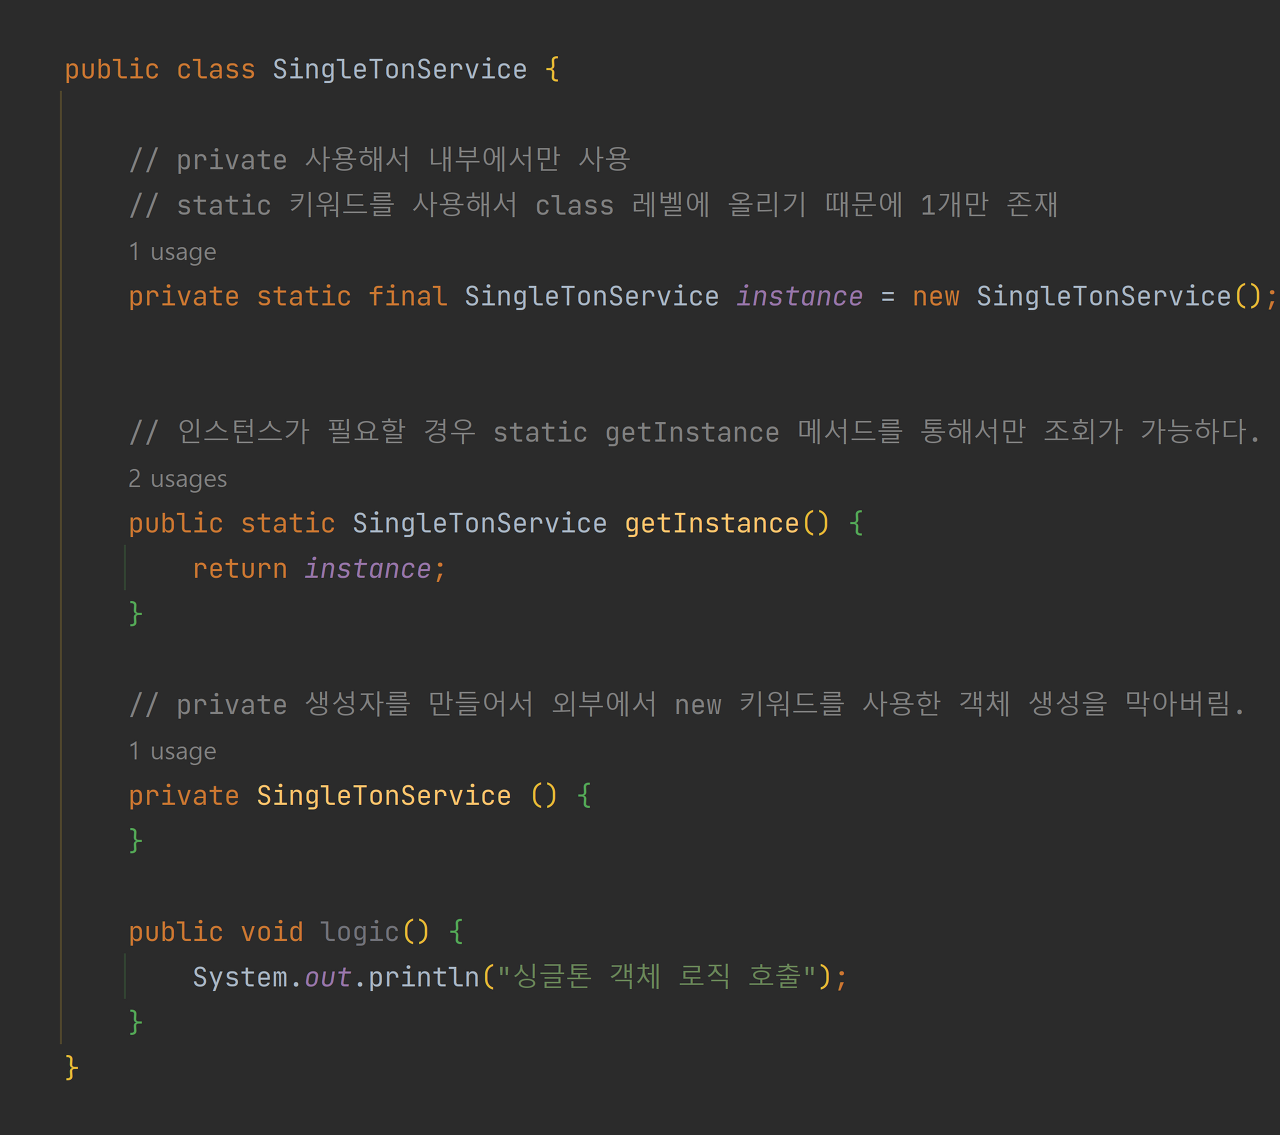 public class SingleTonService {
// private 사용해서 내부에서만 사용
// static 키워드를 사용해서 class 레벨에 올리기 때문에 1개만 존재
1 usage
private static final SingleTonService instance = new SingleTonService();
// 인스턴스가 필요할 경우 static getInstance 메서드를 통해서만 조회가 가능하다.
2 usages
public static SingleTonService getInstance() {
return instance;
}
// private 생성자를 만들어서 외부에서 new 키워드를 사용한 객체 생성을 막아버림.
1 usage
private SingleTonService () {
}
public void logic() {
System.out.println("싱글톤 객체 로직 호출");
}
}